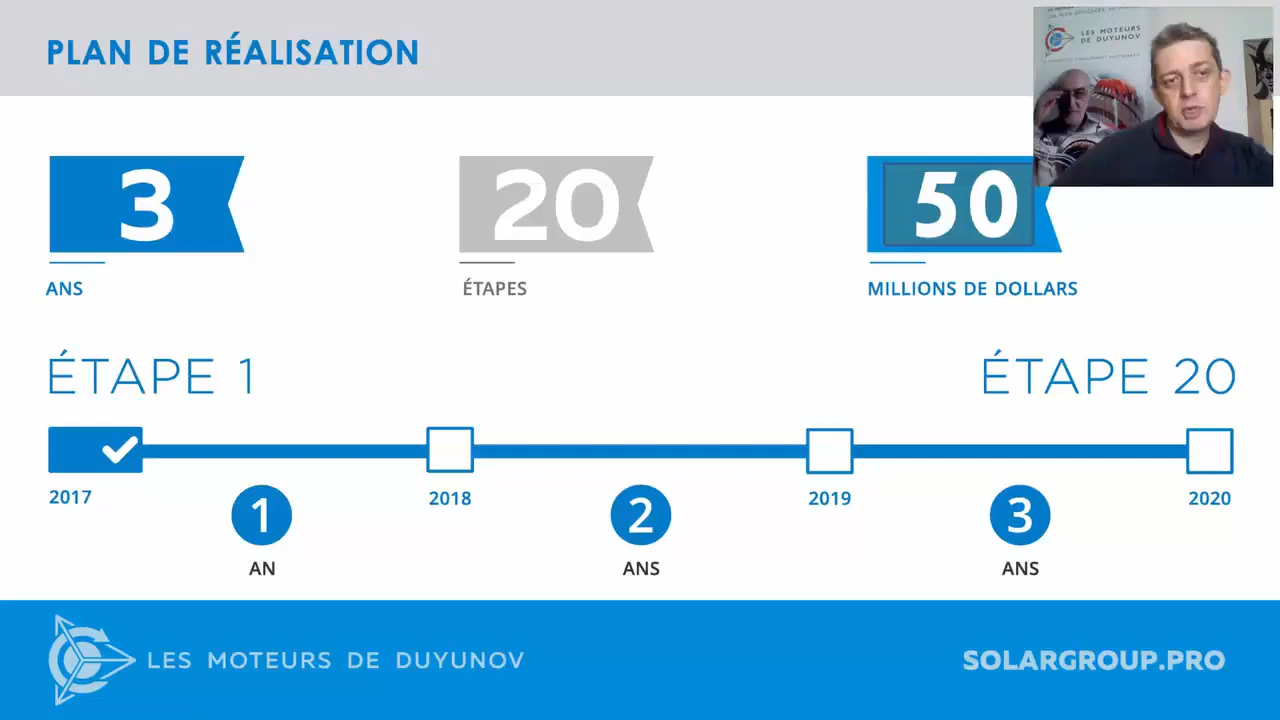 PLAN DE RÉALISATION
LES MOTEURS
DE DUYUNOV
3
20
50
ANS
ÉTAPES
MILLIONS DE DOLLARS
ÉTAPE 1
ÉTAPE 20
2017
2018
2019
2020
1
2
3
AN
ANS
ANS
LES MOTEURS DE DUYUNOV
SOLARGROUP.PRO